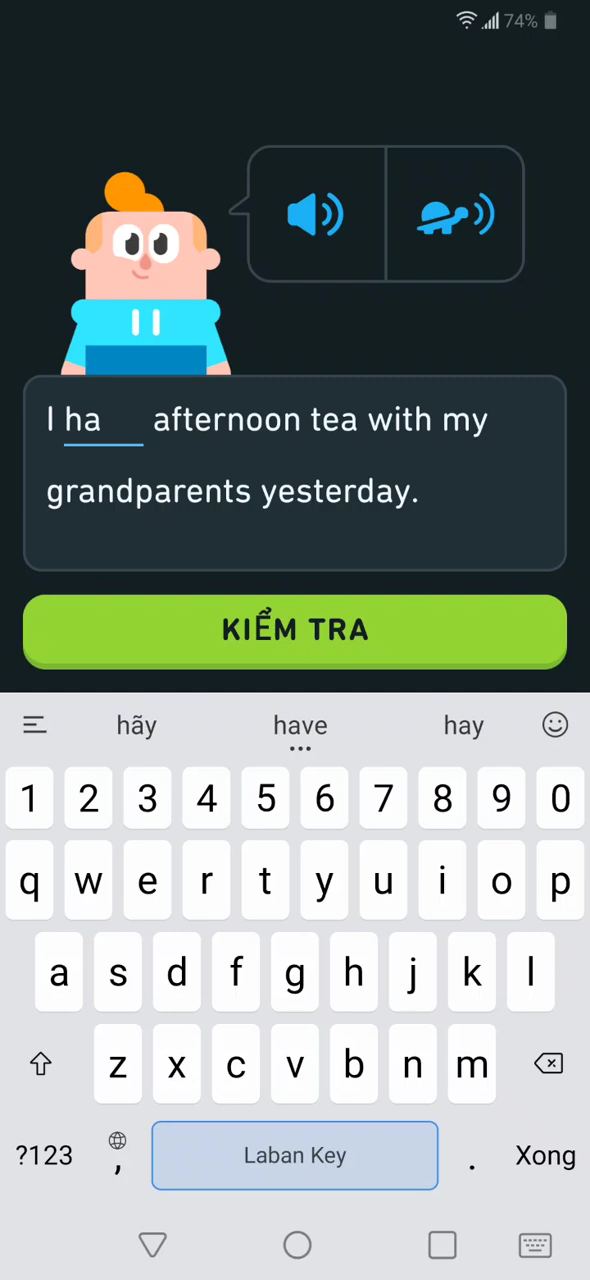 74%
I ha afternoon tea with my
grandparents yesterday.
KIỂM TRA
hãy have hay
1 2 3 4 5 6 7 8 9 0
q w e r t y u i o p
a s d f g h j k l
z x c v b n m
?123 , Laban Key . Xong